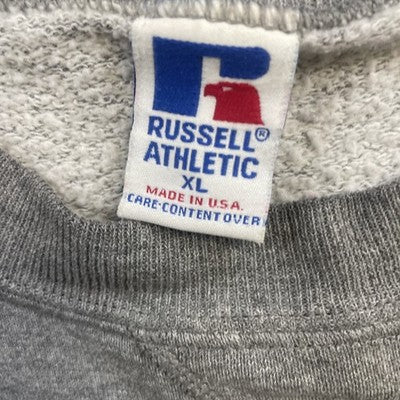 RUSSELL®
ATHLETIC
XL
MADE IN U.S.A.
CARE·CONTENT OVER